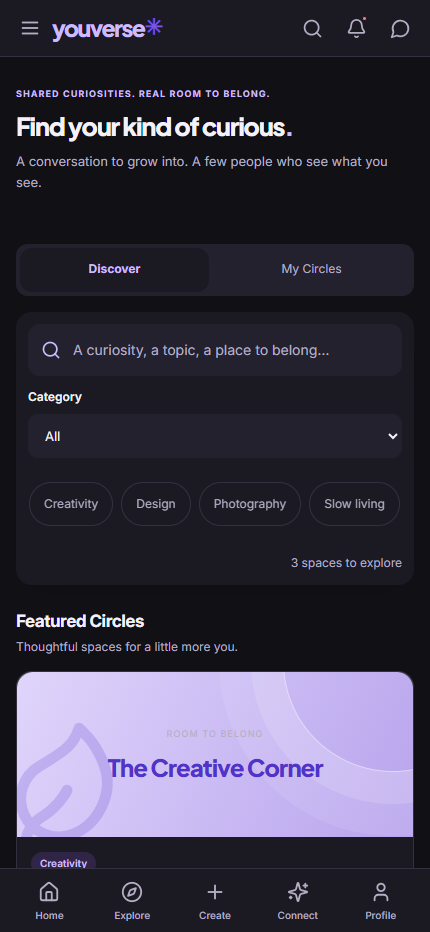 youverse
SHARED CURIOSITIES. REAL ROOM TO BELONG.
Find your kind of curious.
A conversation to grow into. A few people who see what you
see.
Discover
My Circles
A curiosity, a topic, a place to belong...
Category
All
Creativity
Design
Photography
Slow living
3 spaces to explore
Featured Circles
Thoughtful spaces for a little more you.
ROOM TO BELONG
The Creative Corner
Creativity
Home
Explore
Create
Connect
Profile